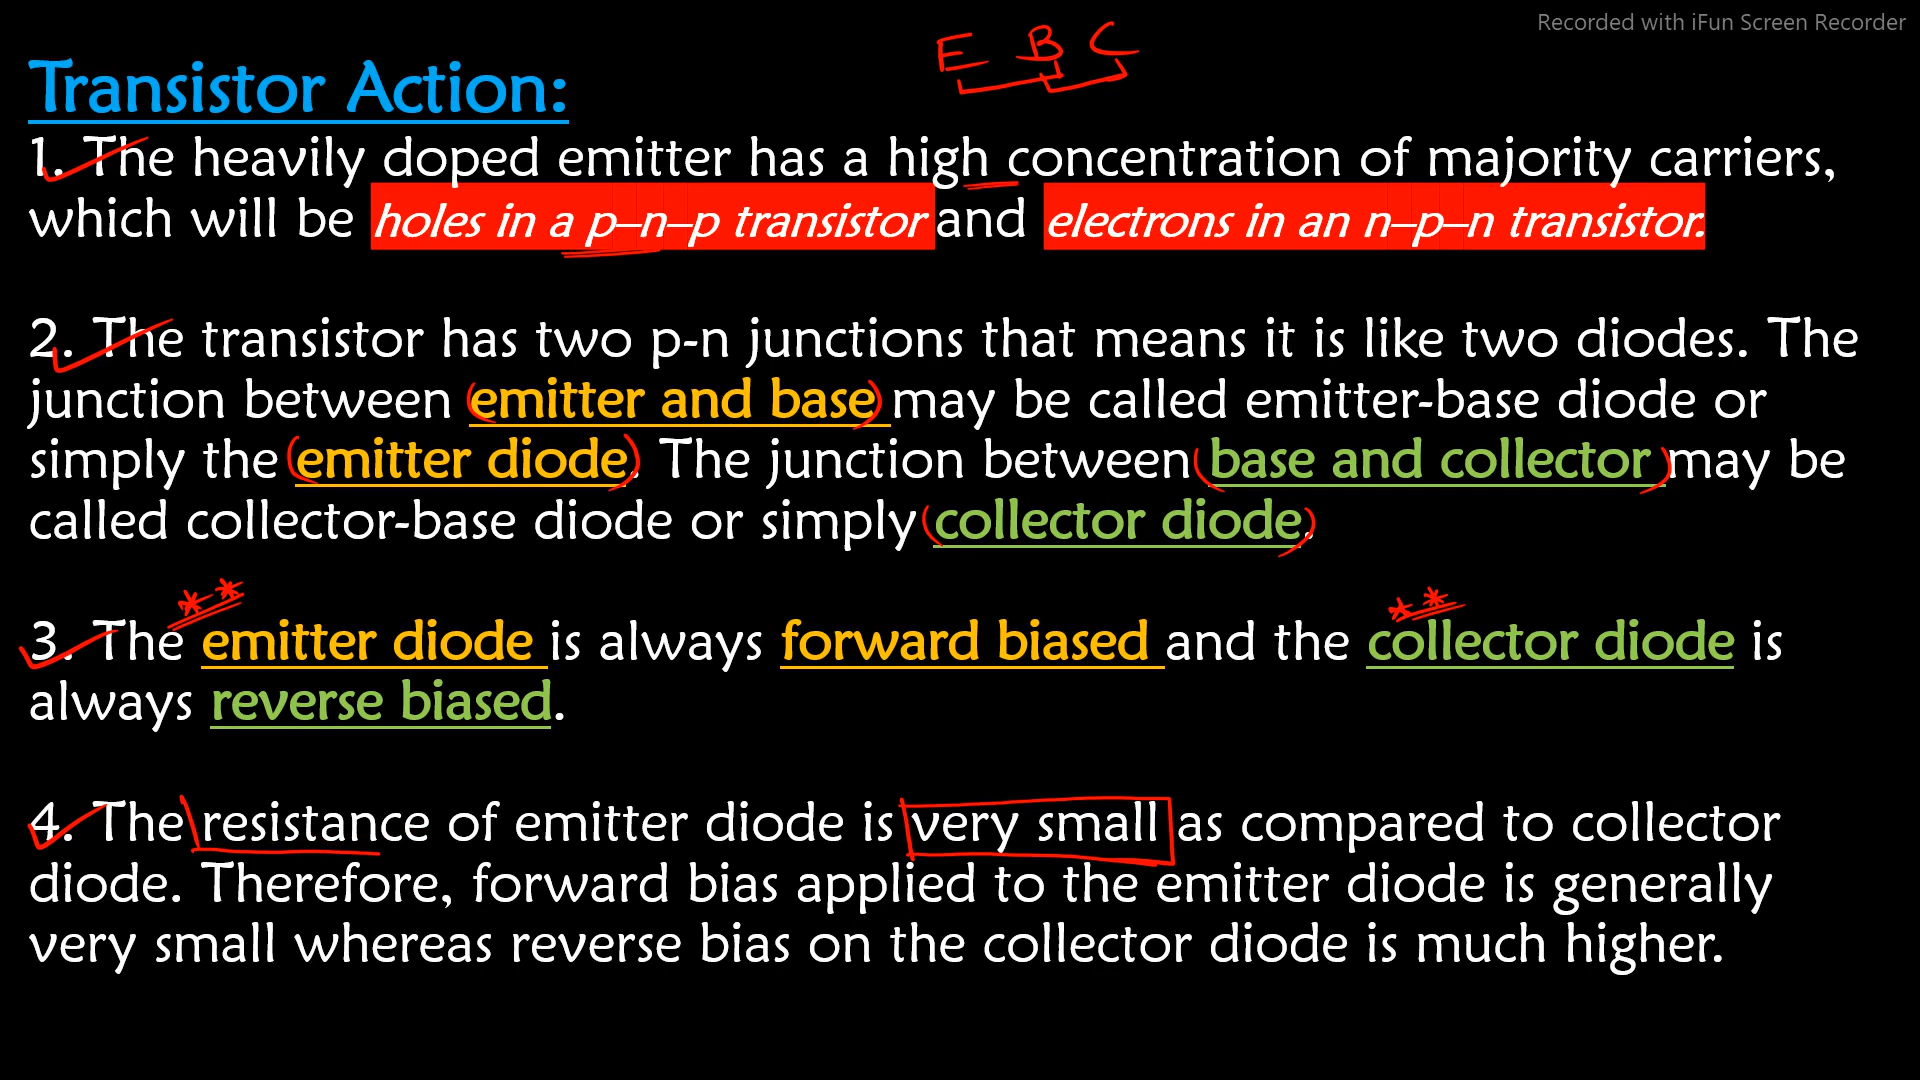 Recorded with iFun Screen Recorder
E B C
Transistor Action:
1. The heavily doped emitter has a high concentration of majority carriers,
which will be holes in a p–n–p transistor and electrons in an n–p–n transistor.
2. The transistor has two p-n junctions that means it is like two diodes. The
junction between emitter and base may be called emitter-base diode or
simply the emitter diode. The junction between base and collector may be
called collector-base diode or simply collector diode.
3. The emitter diode is always forward biased and the collector diode is
always reverse biased.
4. The resistance of emitter diode is very small as compared to collector
diode. Therefore, forward bias applied to the emitter diode is generally
very small whereas reverse bias on the collector diode is much higher.